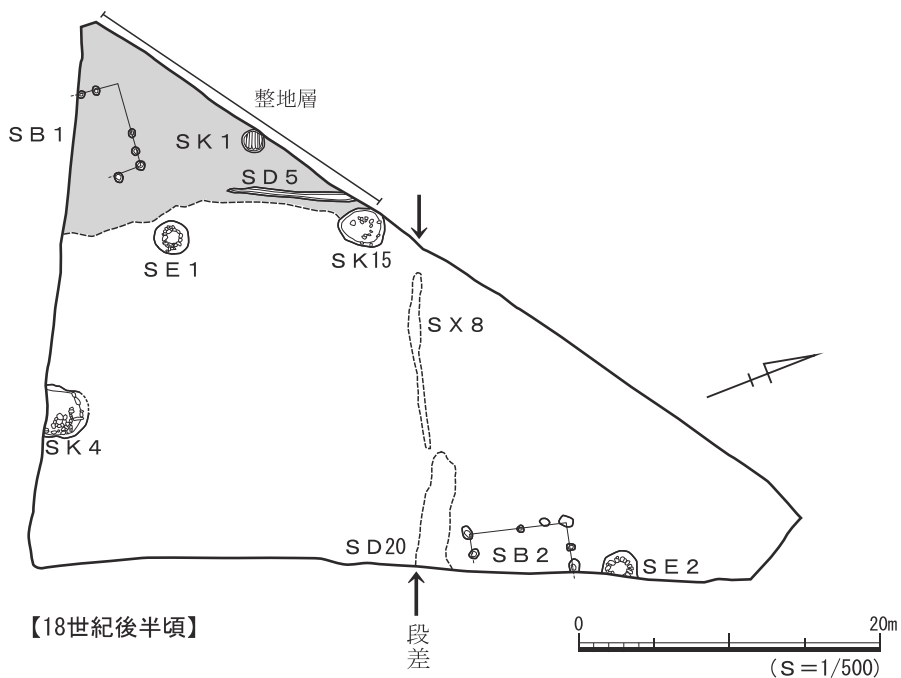 整地層
ＳＢ１
ＳＫ１
ＳＤ５
ＳＥ１
ＳＫ15
ＳＸ８
ＳＫ４
ＳＤ20
ＳＢ２
ＳＥ２
【18世紀後半頃】
段差
0
20m
(Ｓ＝1/500)